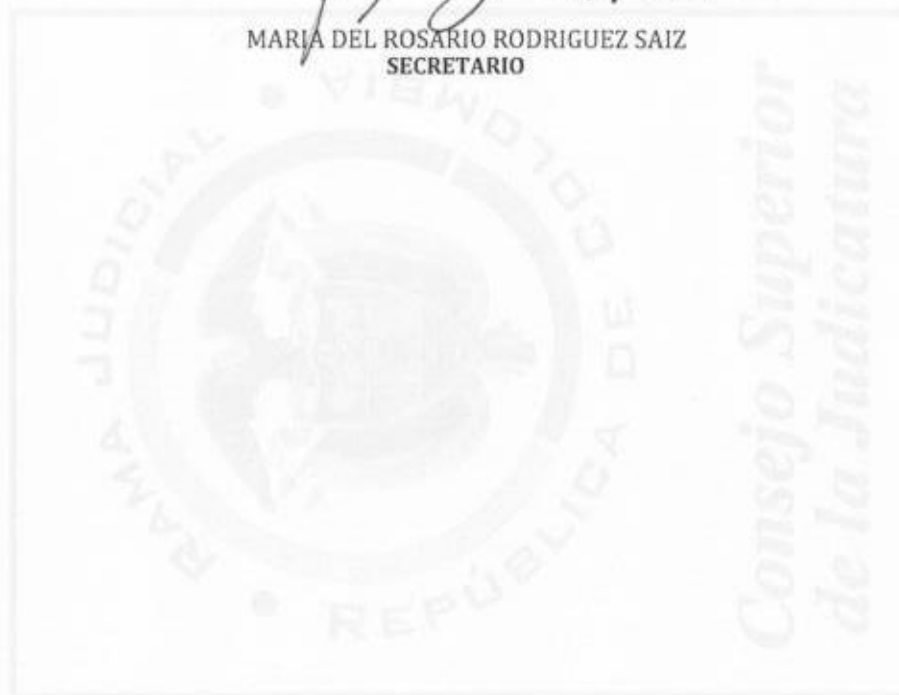 MARIA DEL ROSARIO RODRIGUEZ SAIZ
SECRETARIO
RAMA JUDICIAL
REPÚBLICA DE COLOMBIA
Consejo Superior
de la Judicatura